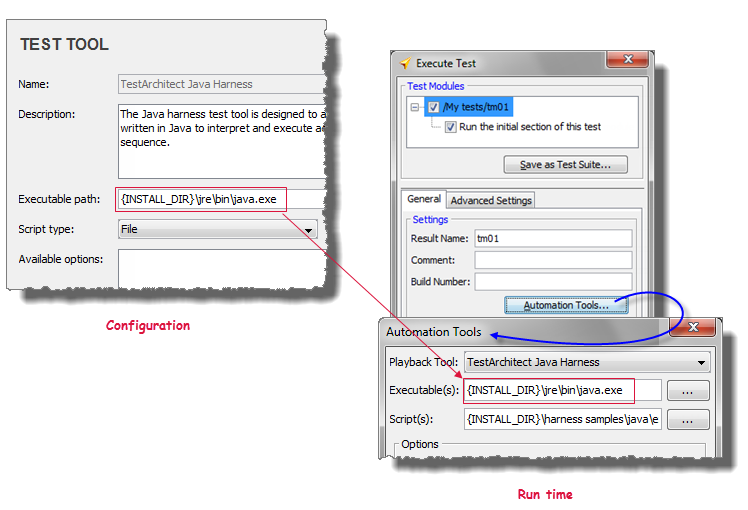 TEST TOOL
Name: TestArchitect Java Harness
Description: The Java harness test tool is designed to a
written in Java to interpret and execute a
sequence.
Executable path: {INSTALL_DIR}\jre\bin\java.exe
Script type: File
Available options:
Configuration
Execute Test
Test Modules
/My tests/tm01
Run the initial section of this test
Save as Test Suite...
General Advanced Settings
Settings
Result Name: tm01
Comment:
Build Number:
Automation Tools...
Automation Tools
Playback Tool: TestArchitect Java Harness
Executable(s): {INSTALL_DIR}\jre\bin\java.exe ...
Script(s): {INSTALL_DIR}\harness samples\java\e ...
Options
Run time